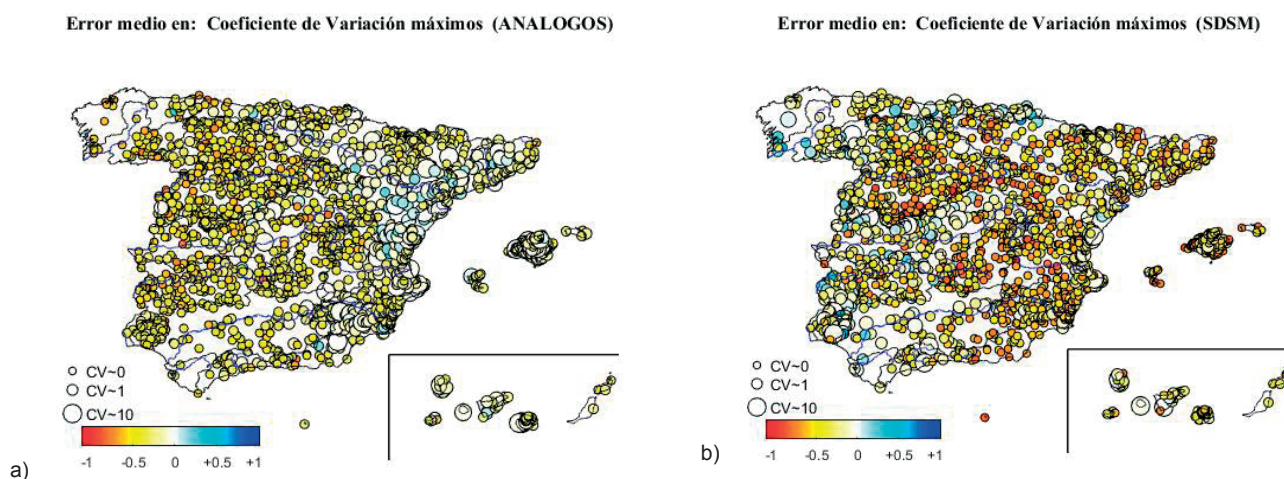 Error medio en: Coeficiente de Variación máximos (ANALOGOS)
CV~0
CV~1
CV~10
-1 -0.5 0 +0.5 +1
a)
Error medio en: Coeficiente de Variación máximos (SDSM)
CV~0
CV~1
CV~10
-1 -0.5 0 +0.5 +1
b)